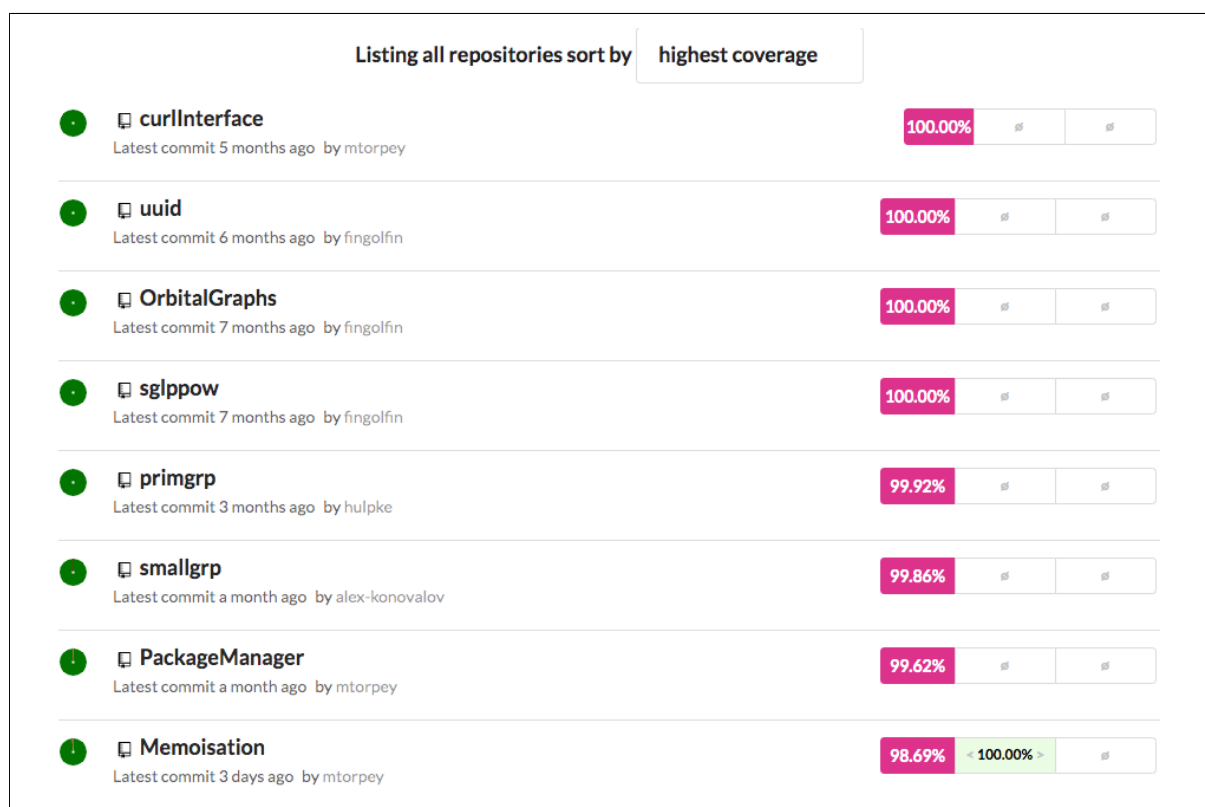 Listing all repositories sort by highest coverage
curlInterface
100.00% ø ø
Latest commit 5 months ago by mtorpey
uuid
100.00% ø ø
Latest commit 6 months ago by fingolfin
OrbitalGraphs
100.00% ø ø
Latest commit 7 months ago by fingolfin
sglppow
100.00% ø ø
Latest commit 7 months ago by fingolfin
primgrp
99.92% ø ø
Latest commit 3 months ago by hulpke
smallgrp
99.86% ø ø
Latest commit a month ago by alex-konovalov
PackageManager
99.62% ø ø
Latest commit a month ago by mtorpey
Memoisation
98.69% < 100.00% > ø
Latest commit 3 days ago by mtorpey